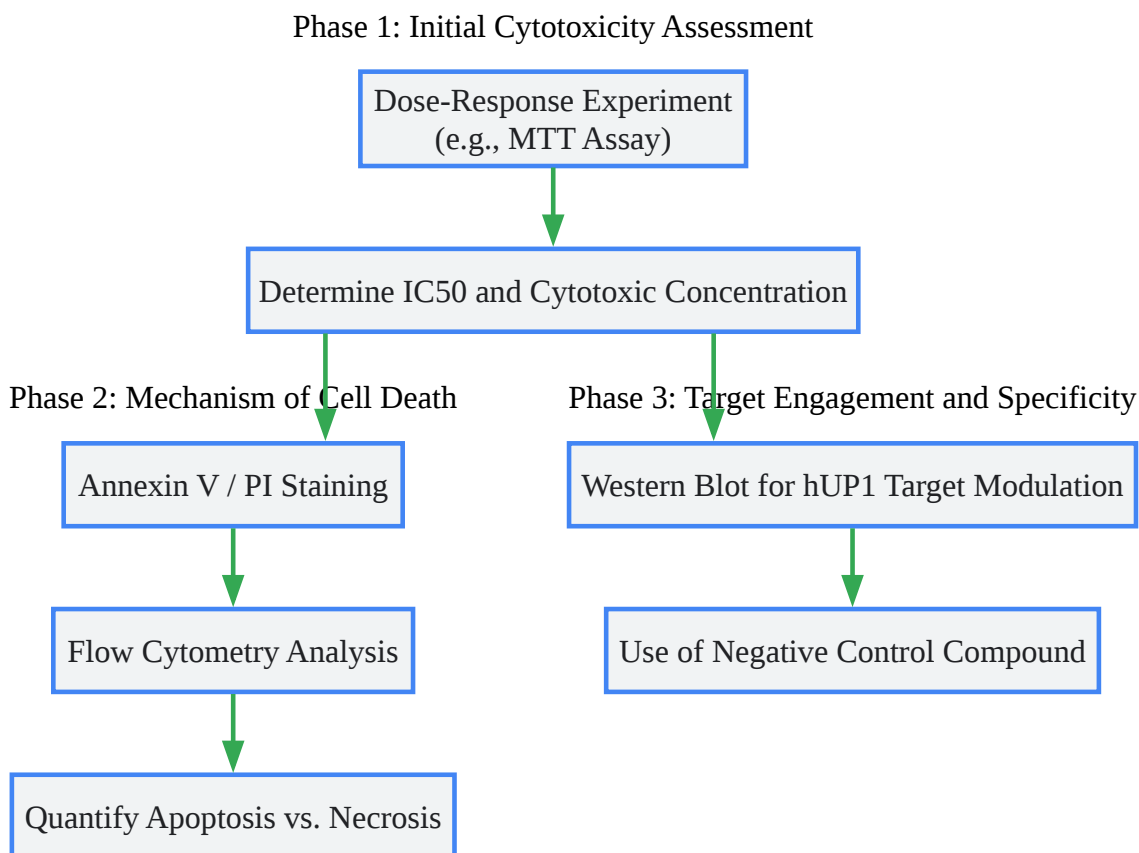 Phase 1: Initial Cytotoxicity Assessment
Dose-Response Experiment
(e.g., MTT Assay)
Determine IC50 and Cytotoxic Concentration
Phase 2: Mechanism of Cell Death
Phase 3: Target Engagement and Specificity
Annexin V / PI Staining
Western Blot for hUP1 Target Modulation
Flow Cytometry Analysis
Use of Negative Control Compound
Quantify Apoptosis vs. Necrosis